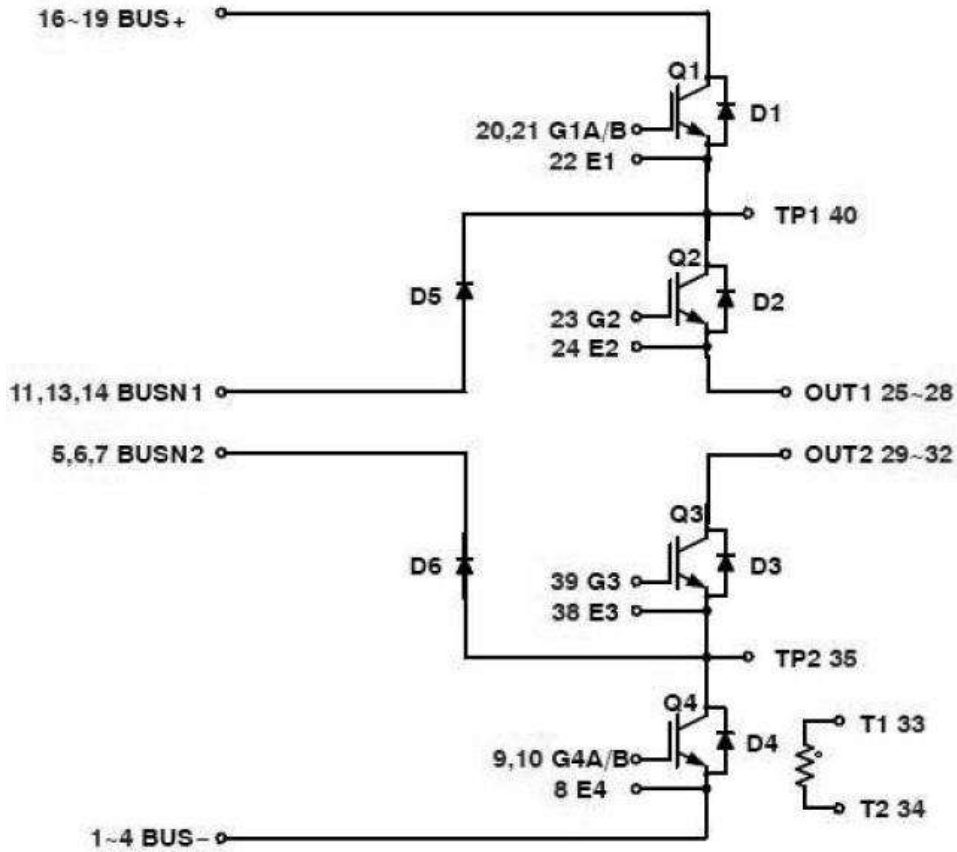 16~19 BUS+
Q1
D1
20,21 G1A/B
22 E1
TP1 40
Q2
D5
D2
23 G2
24 E2
11,13,14 BUSN1
OUT1 25~28
5,6,7 BUSN2
OUT2 29~32
Q3
D6
D3
39 G3
38 E3
TP2 35
Q4
T1 33
D4
9,10 G4A/B
8 E4
T2 34
1~4 BUS–